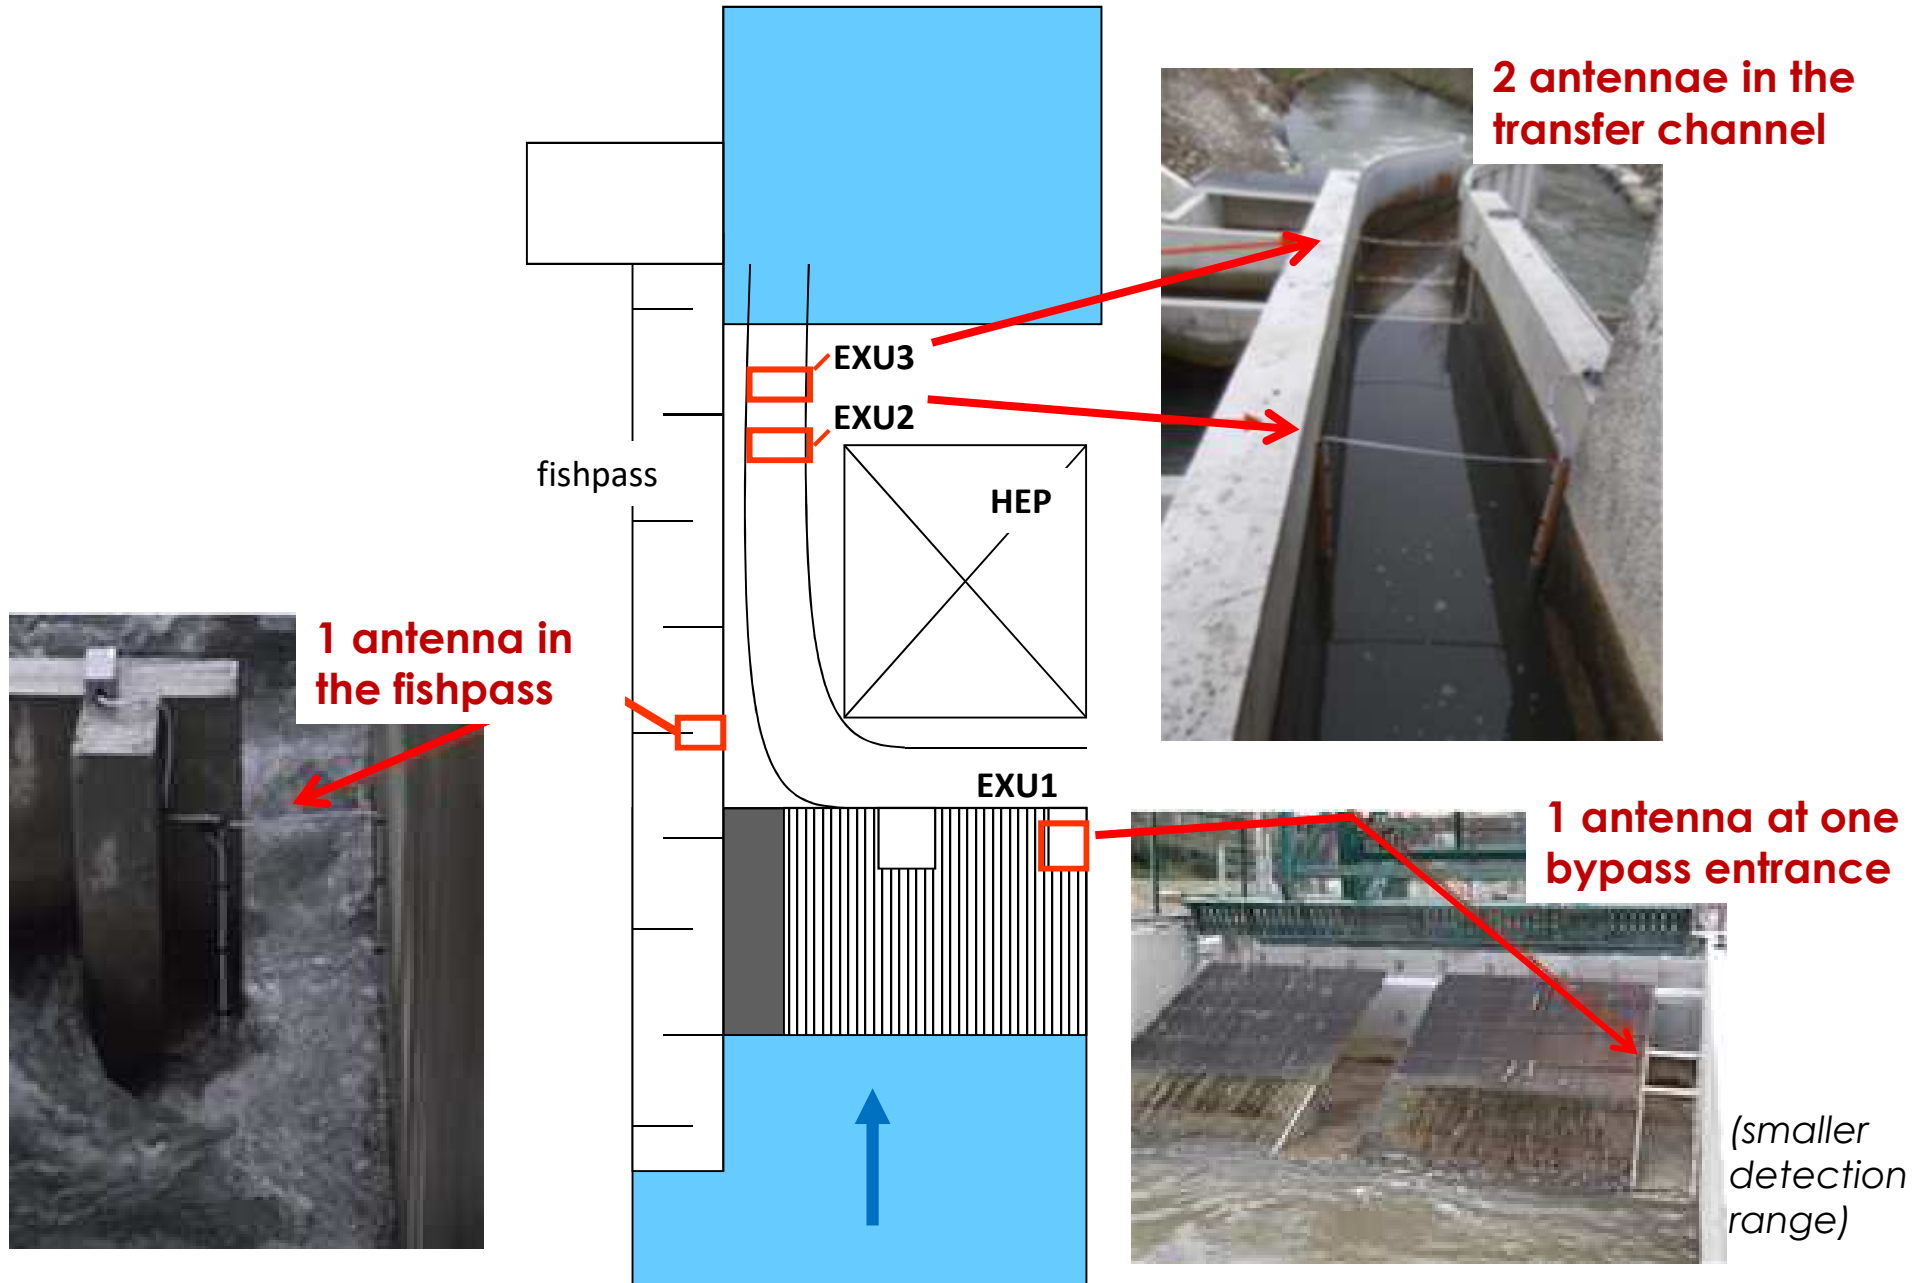 2 antennae in the
transfer channel
EXU3
EXU2
fishpass
HEP
1 antenna in
the fishpass
EXU1
1 antenna at one
bypass entrance
(smaller
detection
range)